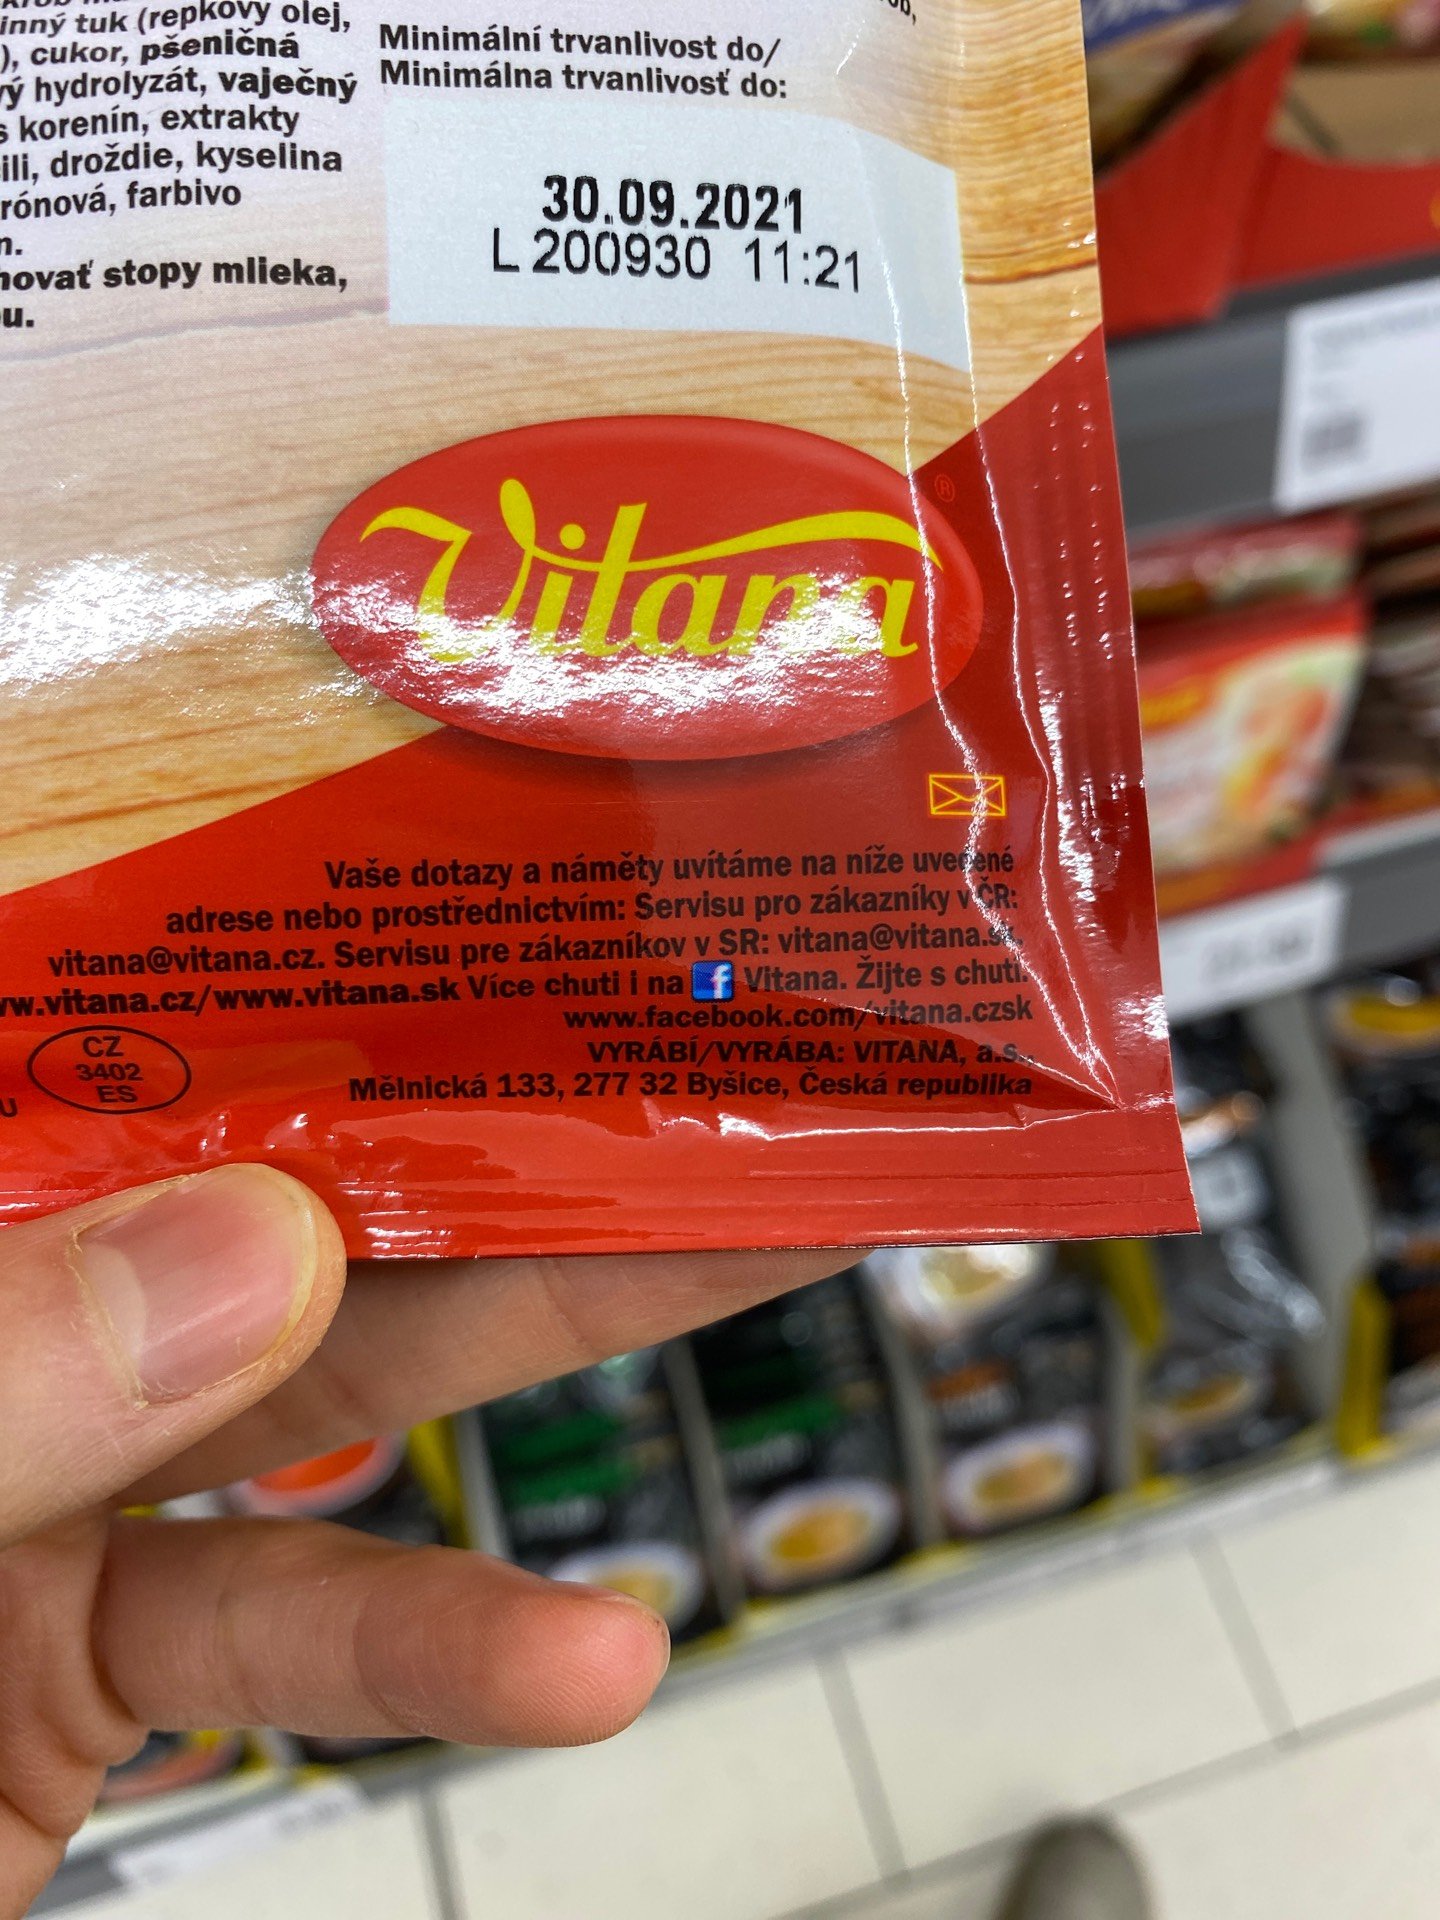 inný tuk (repkový olej,
), cukor, pšeničná
vý hydrolyzát, vaječný
s korenín, extrakty
ili, droždie, kyselina
rónová, farbivo
n.
hovať stopy mlieka,
u.
Minimální trvanlivost do/
Minimálna trvanlivosť do:
30.09.2021
L 200930 11:21
Vitana
®
Vaše dotazy a náměty uvítáme na níže uvedené
adrese nebo prostřednictvím: Servisu pro zákazníky v ČR:
vitana@vitana.cz. Servisu pre zákazníkov v SR: vitana@vitana.sk.
ww.vitana.cz/www.vitana.sk Více chuti i na f Vitana. Žijte s chutí.
www.facebook.com/vitana.czsk
VYRÁBÍ/VYRÁBA: VITANA, a.s.,
Mělnická 133, 277 32 Byšice, Česká republika
CZ
3402
ES
U